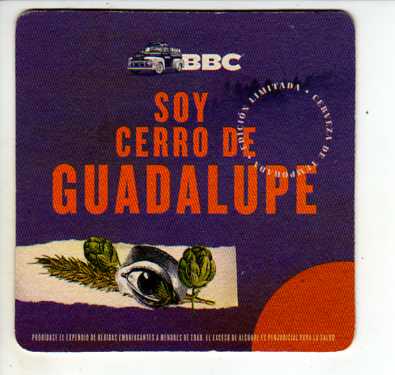 BBC
SOY
CERRO DE
GUADALUPE
EDICIÓN LIMITADA • CERVEZA DE TEMPORADA •
PROHÍBASE EL EXPENDIO DE BEBIDAS EMBRIAGANTES A MENORES DE EDAD. EL EXCESO DE ALCOHOL ES PERJUDICIAL PARA LA SALUD.